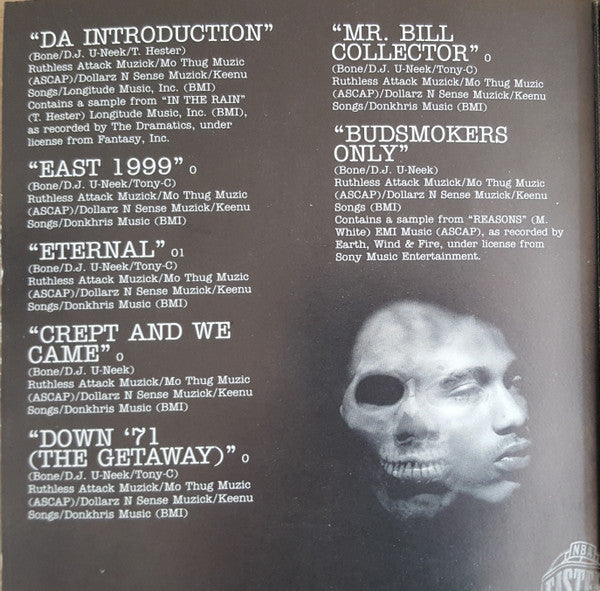 “DA INTRODUCTION”
(Bone/D.J. U-Neek/T. Hester)
Ruthless Attack Muzick/Mo Thug Muzic
(ASCAP)/Dollarz N Sense Muzick/Keenu
Songs/Longitude Music, Inc. (BMI)
Contains a sample from “IN THE RAIN”
(T. Hester) Longitude Music, Inc. (BMI),
as recorded by The Dramatics, under
license from Fantasy, Inc.
“EAST 1999” 0
(Bone/D.J. U-Neek/Tony-C)
Ruthless Attack Muzick/Mo Thug Muzic
(ASCAP)/Dollarz N Sense Muzick/Keenu
Songs/Donkhris Music (BMI)
“ETERNAL” 01
(Bone/D.J. U-Neek/Tony-C)
Ruthless Attack Muzick/Mo Thug Muzic
(ASCAP)/Dollarz N Sense Muzick/Keenu
Songs/Donkhris Music (BMI)
“CREPT AND WE
CAME” 0
(Bone/D.J. U-Neek)
Ruthless Attack Muzick/Mo Thug Muzic
(ASCAP)/Dollarz N Sense Muzick/Keenu
Songs/Donkhris Music (BMI)
“DOWN ‘71
(THE GETAWAY)” 0
(Bone/D.J. U-Neek/Tony-C)
Ruthless Attack Muzick/Mo Thug Muzic
(ASCAP)/Dollarz N Sense Muzick/Keenu
Songs/Donkhris Music (BMI)
“MR. BILL
COLLECTOR” 0
(Bone/D.J. U-Neek/Tony-C)
Ruthless Attack Muzick/Mo Thug Muzic
(ASCAP)/Dollarz N Sense Muzick/Keenu
Songs/Donkhris Music (BMI)
“BUDSMOKERS
ONLY”
(Bone/D.J. U-Neek)
Ruthless Attack Muzick/Mo Thug Muzic
(ASCAP)/Dollarz N Sense Muzick/Keenu
Songs (BMI)
Contains a sample from “REASONS” (M.
White) EMI Music (ASCAP), as recorded by
Earth, Wind & Fire, under license from
Sony Music Entertainment.